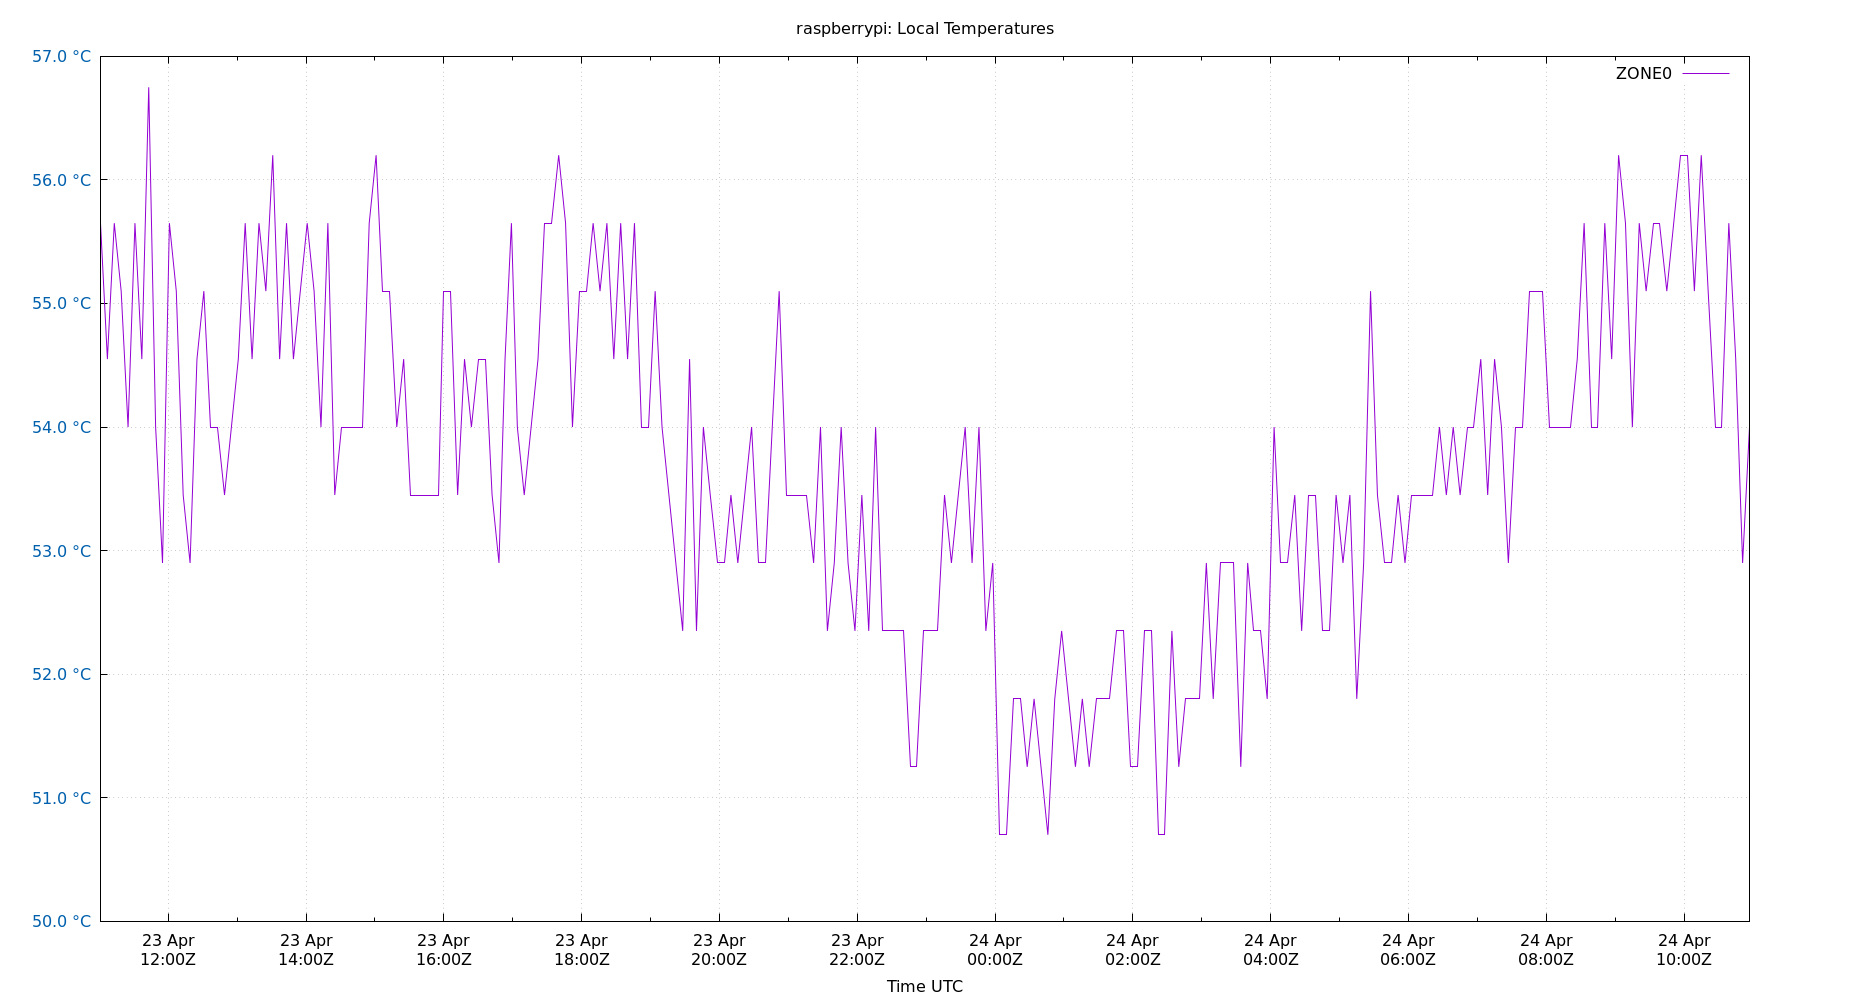 raspberrypi: Local Temperatures
57.0 °C
ZONE0
56.0 °C
55.0 °C
54.0 °C
53.0 °C
52.0 °C
51.0 °C
50.0 °C
23 Apr 23 Apr 23 Apr 23 Apr 23 Apr 23 Apr 24 Apr 24 Apr 24 Apr 24 Apr 24 Apr 24 Apr
12:00Z 14:00Z 16:00Z 18:00Z 20:00Z 22:00Z 00:00Z 02:00Z 04:00Z 06:00Z 08:00Z 10:00Z
Time UTC